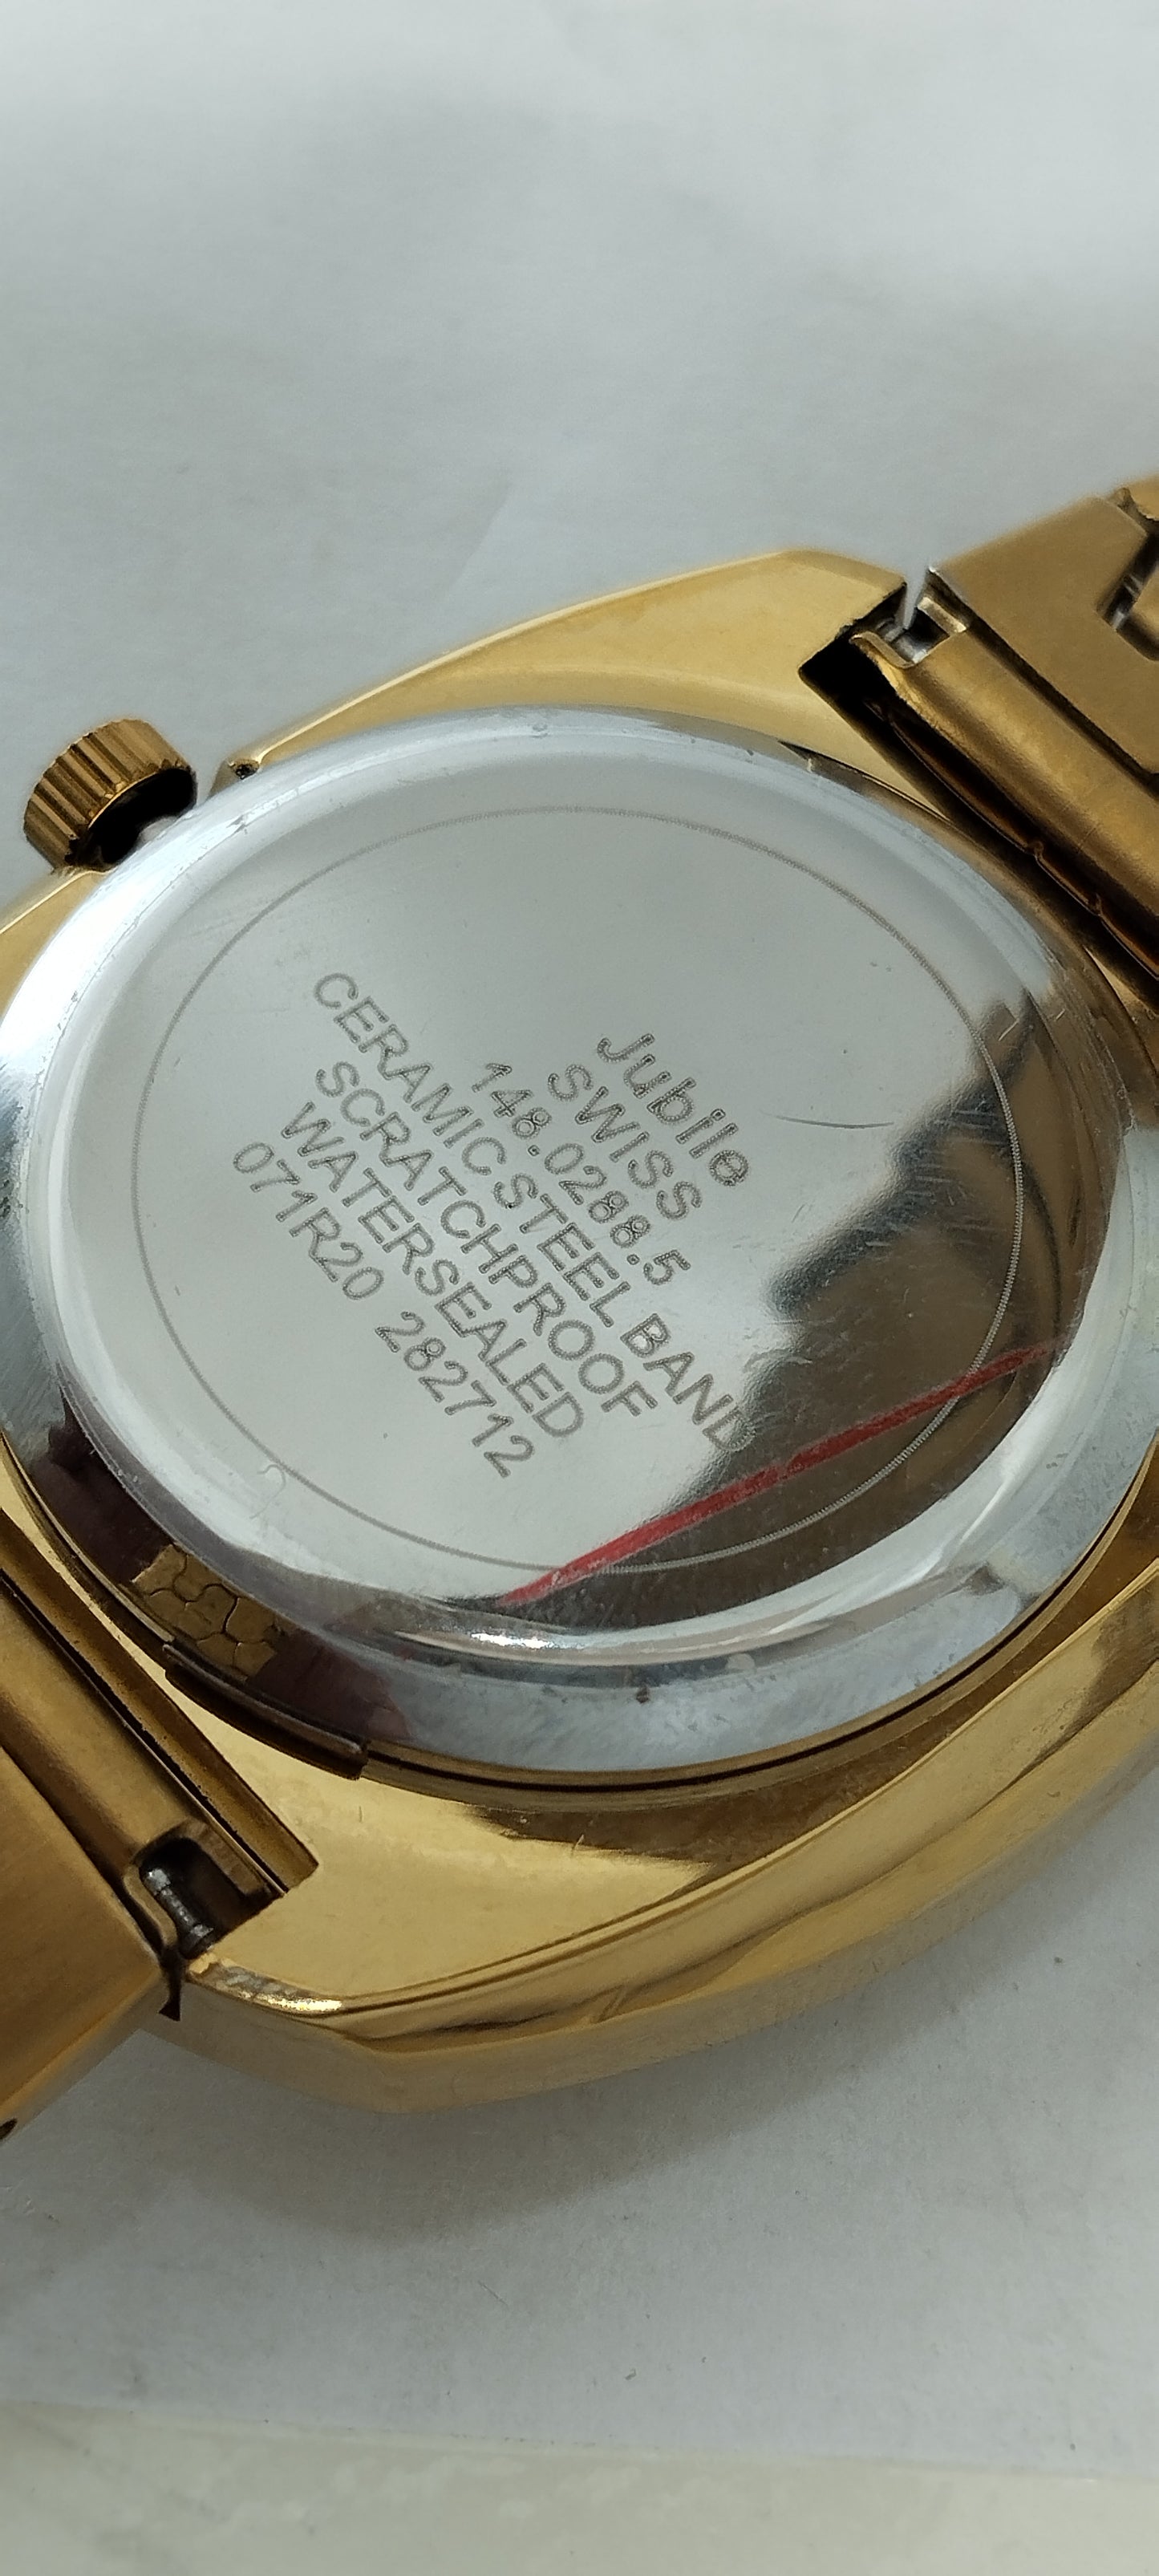 Jubile
SWISS
148.0288.5
CERAMIC STEEL BAND
SCRATCHPROOF
WATERSEALED
071R20 282712